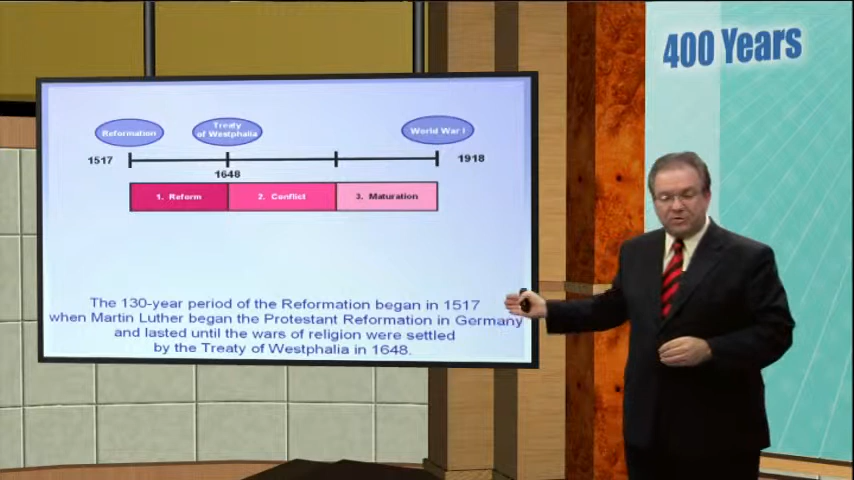 400 Years
Reformation
Treaty
of Westphalia
World War I
1517
1918
1648
1. Reform
2. Conflict
3. Maturation
The 130-year period of the Reformation began in 1517
when Martin Luther began the Protestant Reformation in Germany
and lasted until the wars of religion were settled
by the Treaty of Westphalia in 1648.